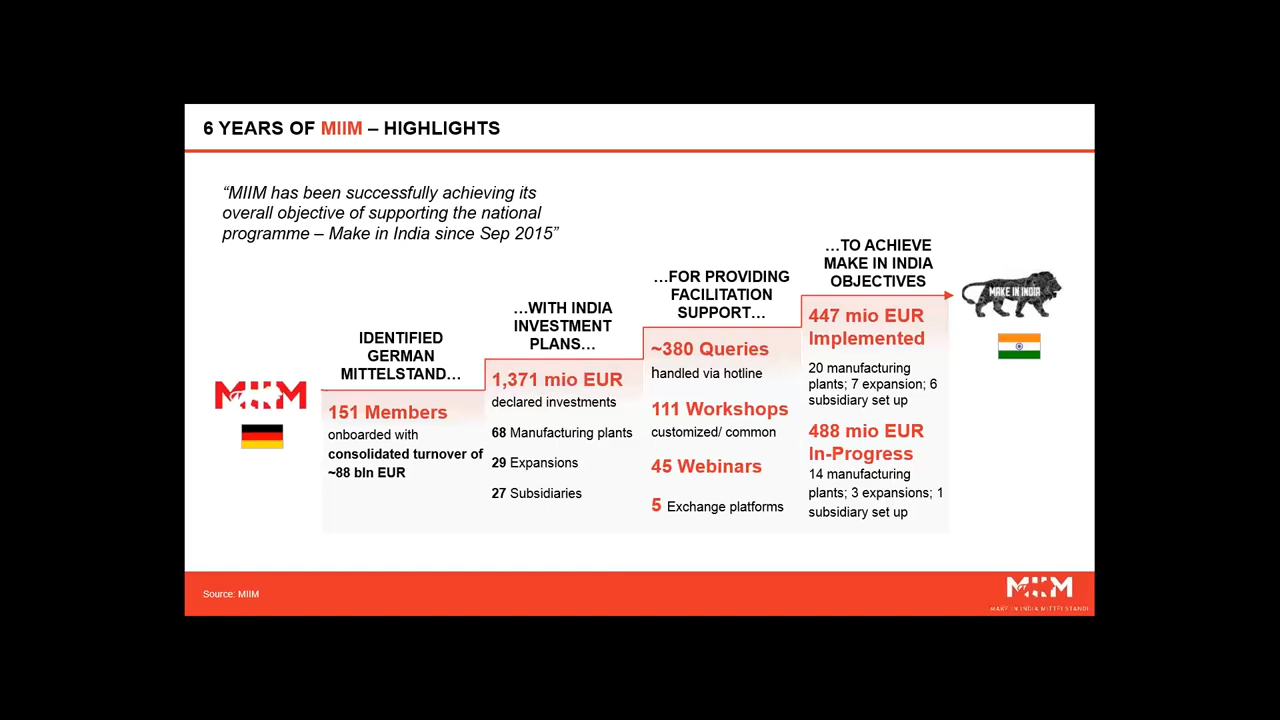 6 YEARS OF MIIM – HIGHLIGHTS
“MIIM has been successfully achieving its
overall objective of supporting the national
programme – Make in India since Sep 2015”
MIIM
IDENTIFIED
GERMAN
MITTELSTAND…
151 Members
onboarded with
consolidated turnover of
~88 bln EUR
…WITH INDIA
INVESTMENT
PLANS…
1,371 mio EUR
declared investments
68 Manufacturing plants
29 Expansions
27 Subsidiaries
…FOR PROVIDING
FACILITATION
SUPPORT…
~380 Queries
handled via hotline
111 Workshops
customized/ common
45 Webinars
5 Exchange platforms
…TO ACHIEVE
MAKE IN INDIA
OBJECTIVES
447 mio EUR
Implemented
20 manufacturing
plants; 7 expansion; 6
subsidiary set up
488 mio EUR
In-Progress
14 manufacturing
plants; 3 expansions; 1
subsidiary set up
MAKE IN INDIA
Source: MIIM
MIIM
MAKE IN INDIA MITTELSTAND!